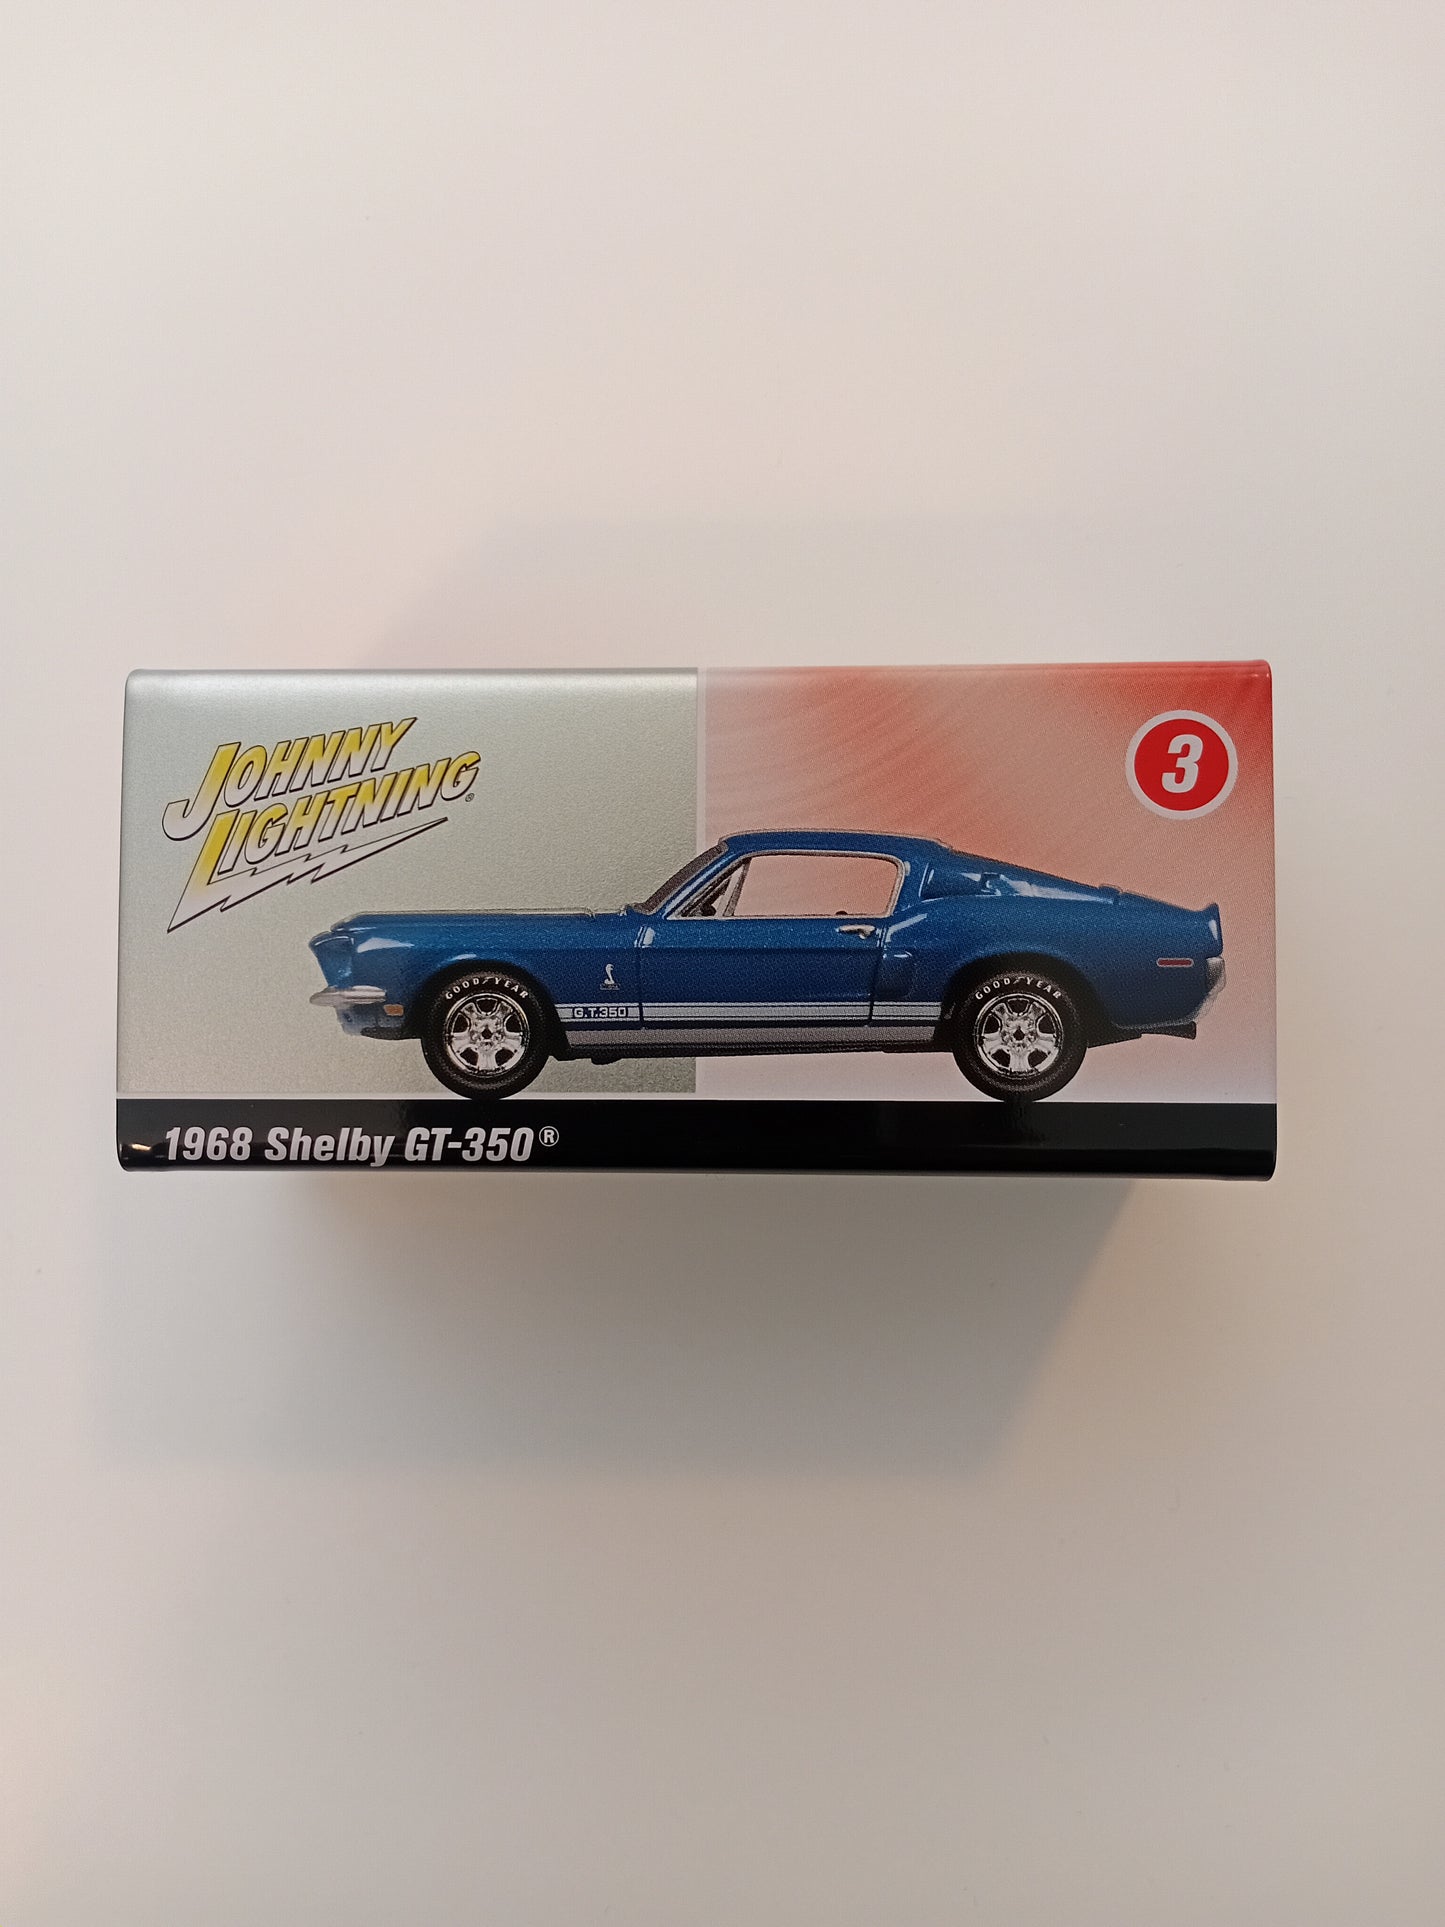 JOHNNY
LIGHTNING®
3
GOOD YEAR
GOOD YEAR
G.T.350
1968 Shelby GT-350®